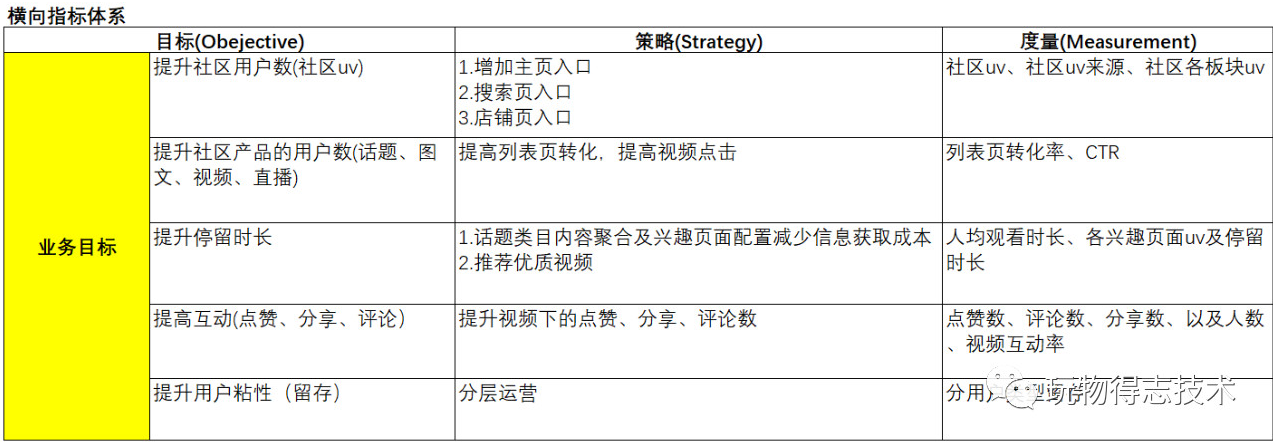 横向指标体系
目标(Obejective)
策略(Strategy)
度量(Measurement)
业务目标
提升社区用户数(社区uv)
1.增加主页入口
2.搜索页入口
3.店铺页入口
社区uv、社区uv来源、社区各板块uv
提升社区产品的用户数(话题、图
文、视频、直播)
提高列表页转化，提高视频点击
列表页转化率、CTR
提升停留时长
1.话题类目内容聚合及兴趣页面配置减少信息获取成本
2.推荐优质视频
人均观看时长、各兴趣页面uv及停留
时长
提高互动(点赞、分享、评论）
提升视频下的点赞、分享、评论数
点赞数、评论数、分享数、以及人数
、视频互动率
提升用户粘性（留存）
分层运营
分用
玩物得志技术